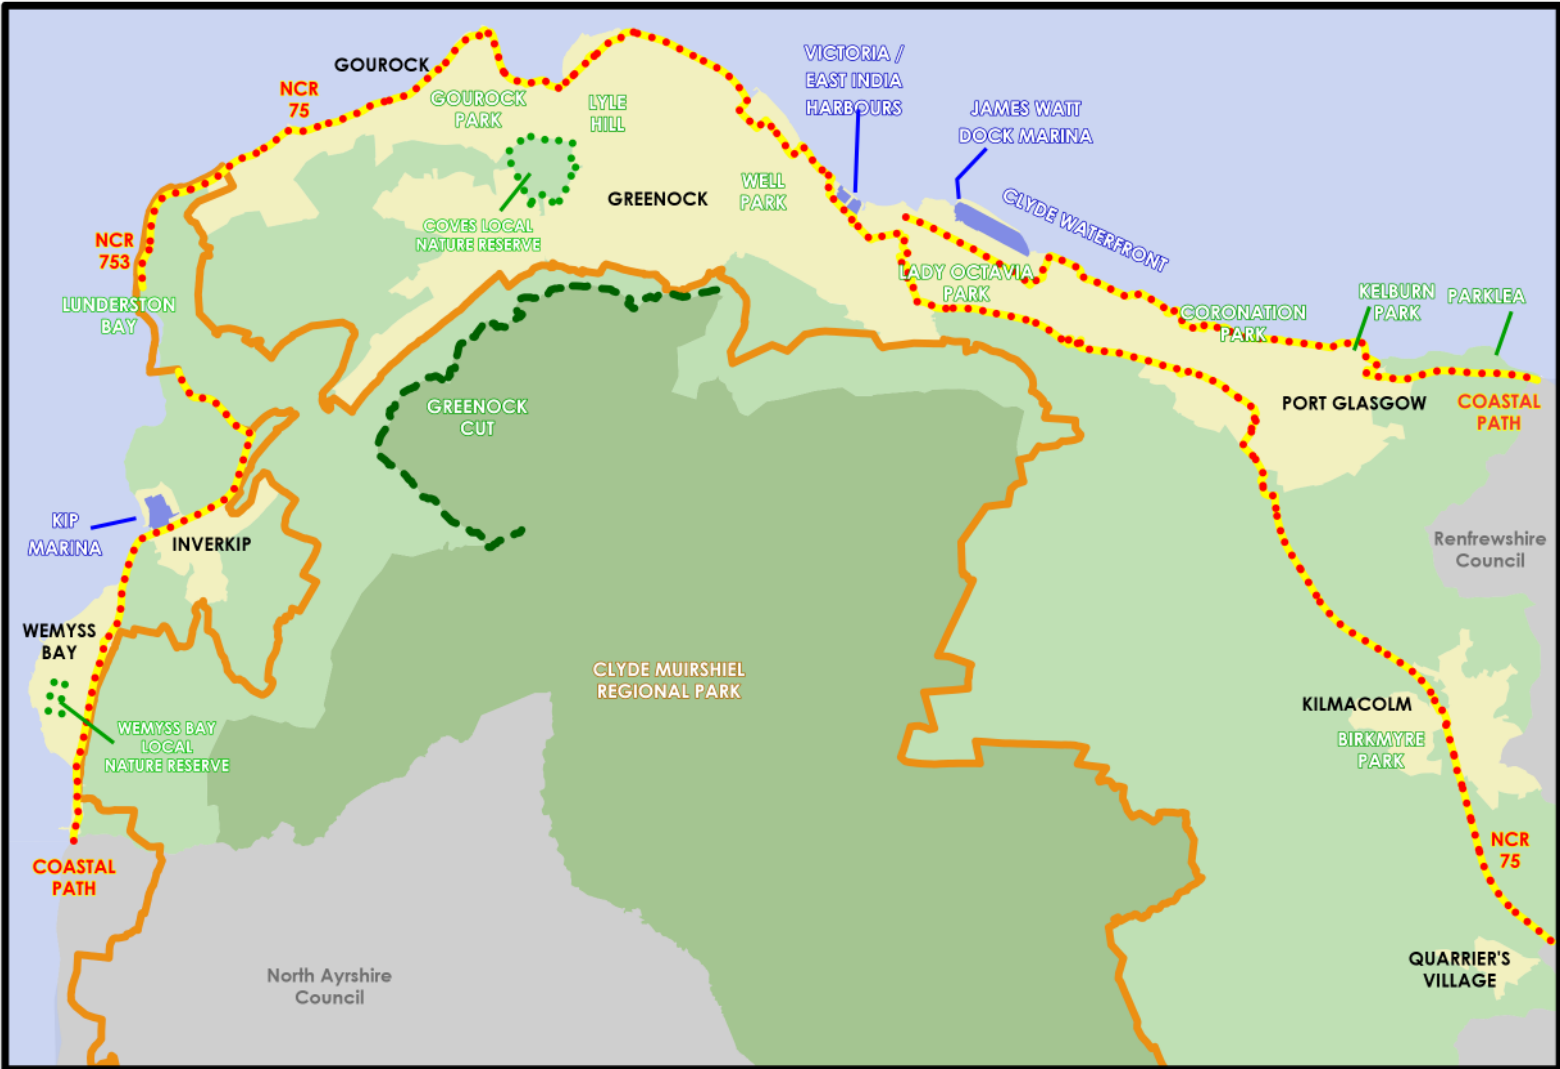 GOUROCK
NCR
75
GOUROCK
PARK
LYLE
HILL
VICTORIA /
EAST INDIA
HARBOURS
JAMES WATT
DOCK MARINA
CLYDE WATERFRONT
GREENOCK
WELL
PARK
COVES LOCAL
NATURE RESERVE
NCR
753
LUNDERSTON
BAY
LADY OCTAVIA
PARK
CORONATION
PARK
KELBURN
PARK
PARKLEA
PORT GLASGOW
COASTAL
PATH
GREENOCK
CUT
KIP
MARINA
INVERKIP
Renfrewshire
Council
WEMYSS
BAY
CLYDE MUIRSHIEL
REGIONAL PARK
WEMYSS BAY
LOCAL
NATURE RESERVE
KILMACOLM
BIRKMYRE
PARK
COASTAL
PATH
NCR
75
North Ayrshire
Council
QUARRIER'S
VILLAGE